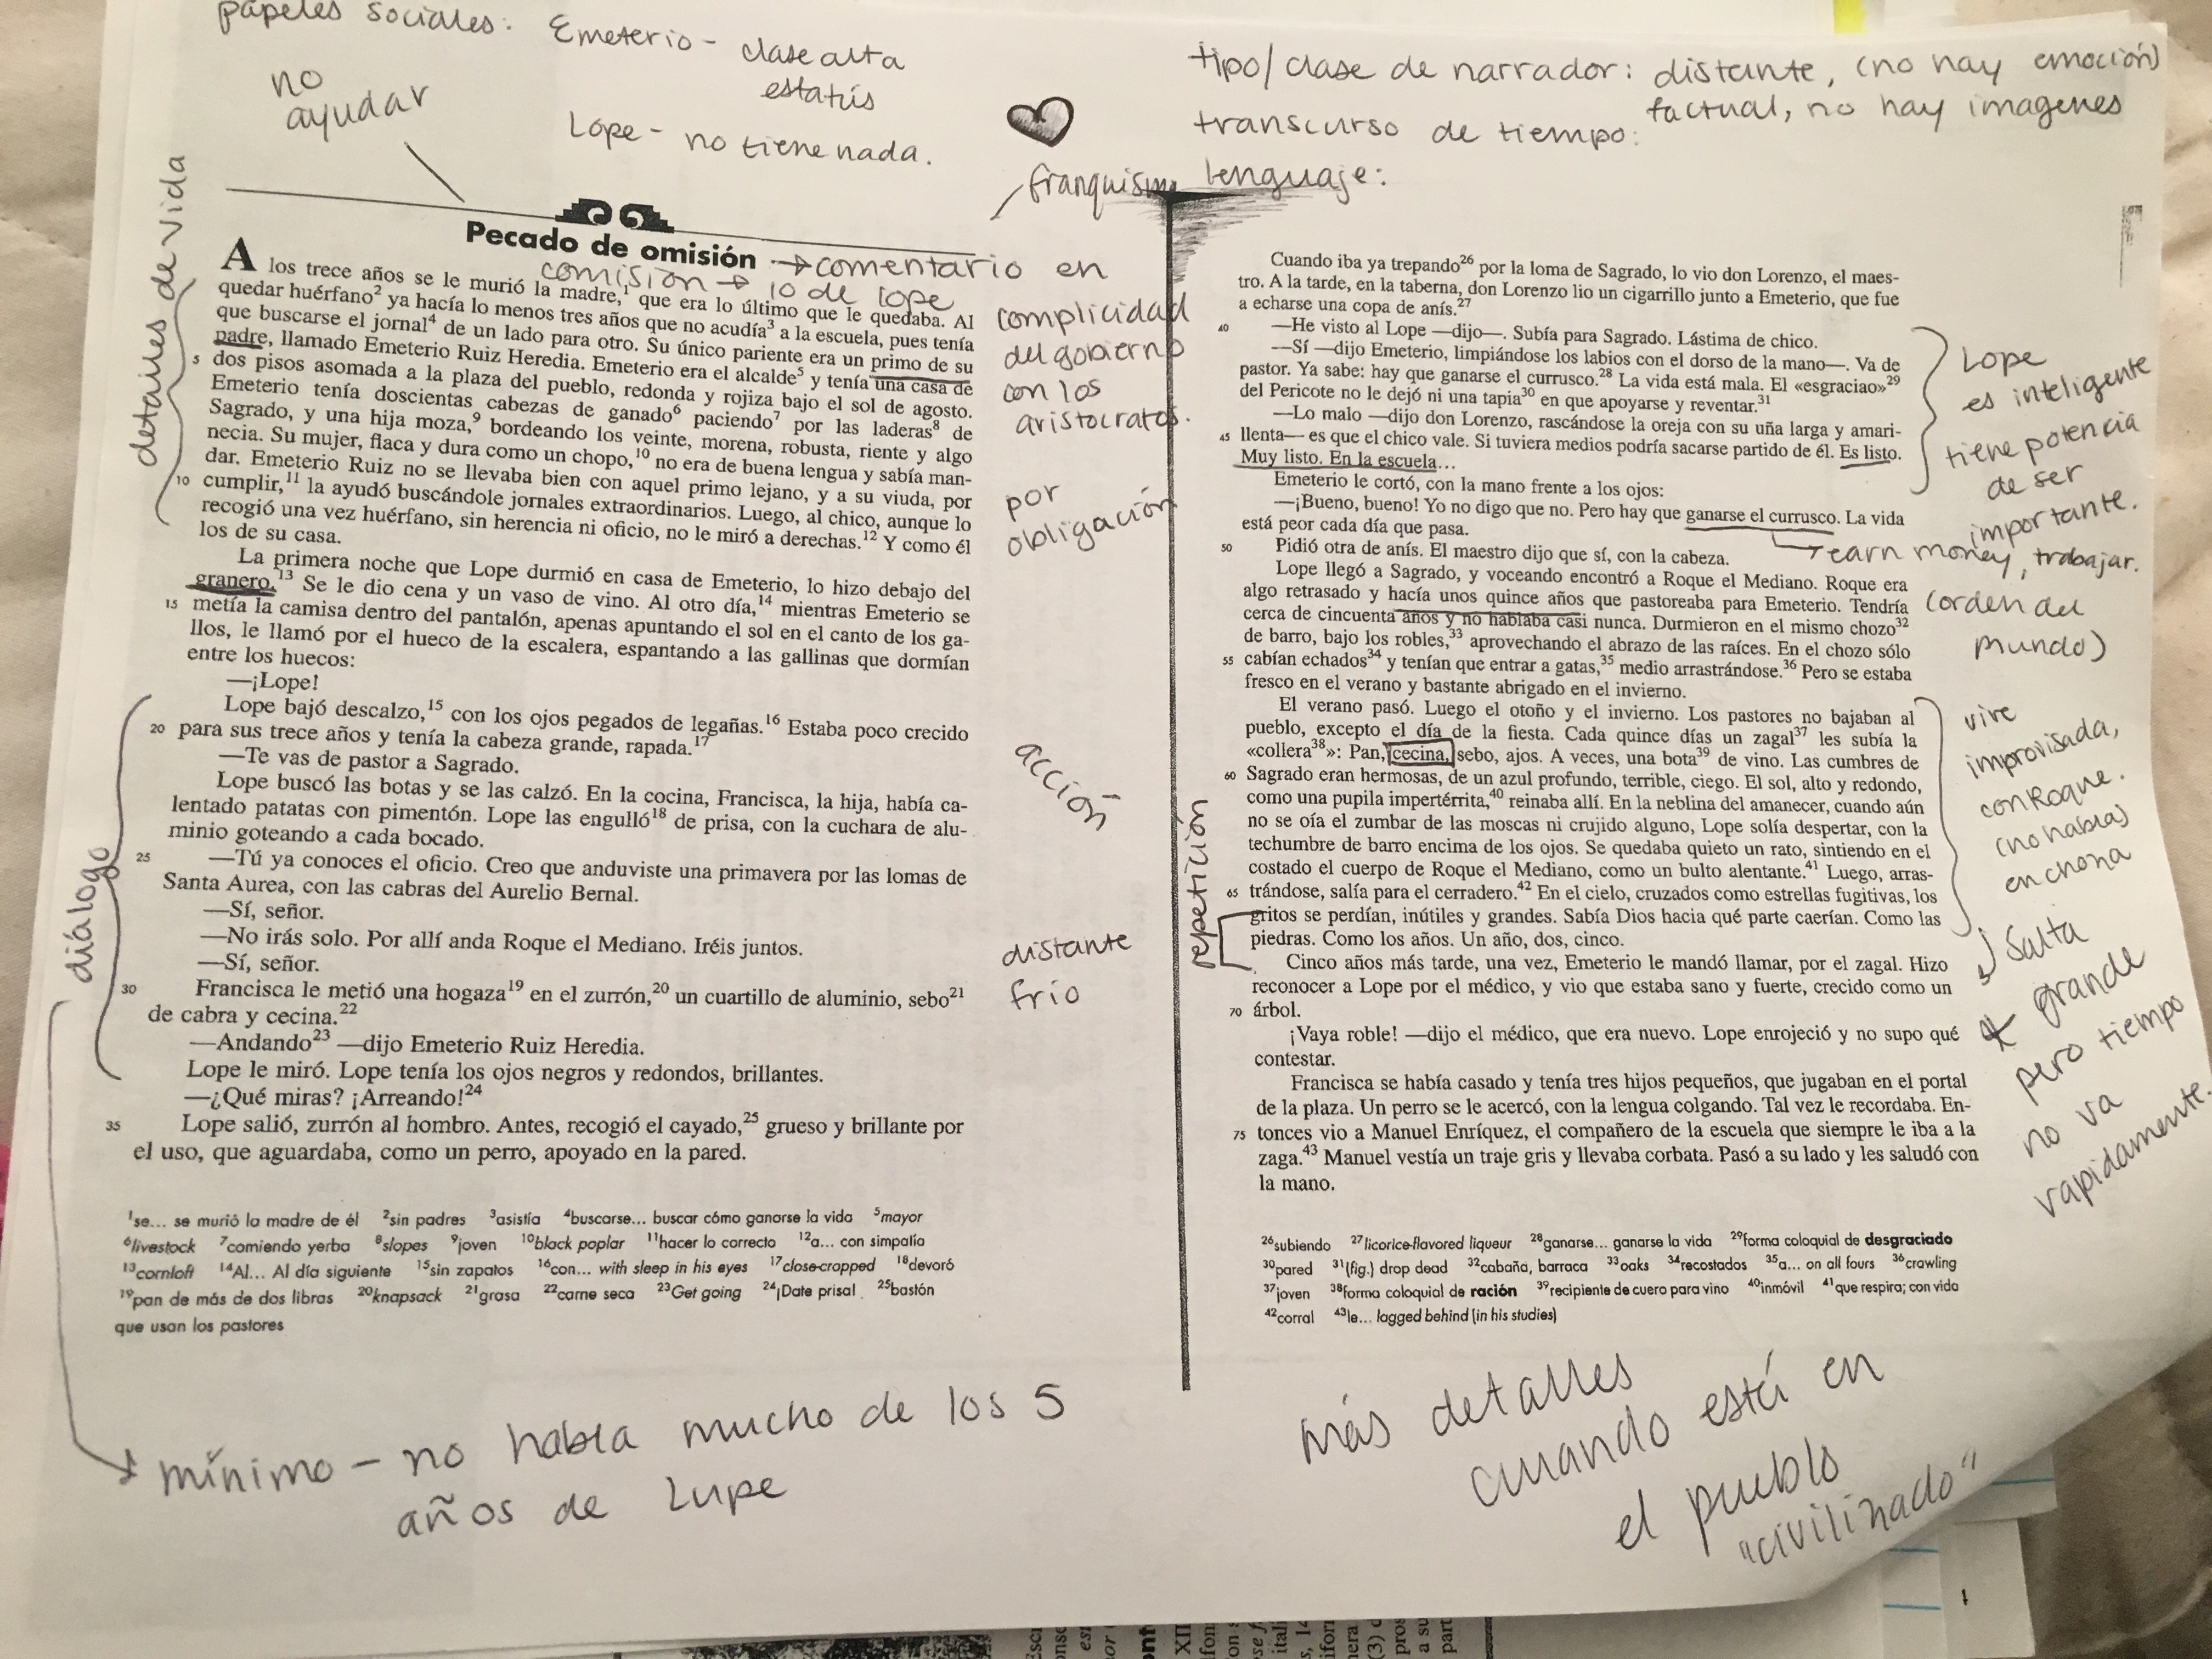 papeles sociales: Emeterio - clase alta
estatús
no
ayudar
Lope - no tiene nada.
Pecado de omisión → comentario en
comisión → lo de lope
complicidad
del gobierno
con los
aristocratas.
franquism
detalles de vida
A los trece años se le murió la madre,1 que era lo último que le quedaba. Al
quedar huérfano2 ya hacía lo menos tres años que no acudía3 a la escuela, pues tenía
que buscarse el jornal4 de un lado para otro. Su único pariente era un primo de su
padre, llamado Emeterio Ruiz Heredia. Emeterio era el alcalde5 y tenía una casa de
5 dos pisos asomada a la plaza del pueblo, redonda y rojiza bajo el sol de agosto.
Emeterio tenía doscientas cabezas de ganado6 paciendo7 por las laderas8 de
Sagrado, y una hija moza,9 bordeando los veinte, morena, robusta, riente y algo
necia. Su mujer, flaca y dura como un chopo,10 no era de buena lengua y sabía man-
dar. Emeterio Ruiz no se llevaba bien con aquel primo lejano, y a su viuda, por
10 cumplir,11 la ayudó buscándole jornales extraordinarios. Luego, al chico, aunque lo
recogió una vez huérfano, sin herencia ni oficio, no le miró a derechas.12 Y como él
los de su casa.
por
obligación
La primera noche que Lope durmió en casa de Emeterio, lo hizo debajo del
granero.13 Se le dio cena y un vaso de vino. Al otro día,14 mientras Emeterio se
15 metía la camisa dentro del pantalón, apenas apuntando el sol en el canto de los ga-
llos, le llamó por el hueco de la escalera, espantando a las gallinas que dormían
entre los huecos:
—¡Lope!
Lope bajó descalzo,15 con los ojos pegados de legañas.16 Estaba poco crecido
20 para sus trece años y tenía la cabeza grande, rapada.17
—Te vas de pastor a Sagrado.
Lope buscó las botas y se las calzó. En la cocina, Francisca, la hija, había ca-
lentado patatas con pimentón. Lope las engulló18 de prisa, con la cuchara de alu-
minio goteando a cada bocado.
25 —Tú ya conoces el oficio. Creo que anduviste una primavera por las lomas de
Santa Aurea, con las cabras del Aurelio Bernal.
—Sí, señor.
—No irás solo. Por allí anda Roque el Mediano. Iréis juntos.
—Sí, señor.
30 Francisca le metió una hogaza19 en el zurrón,20 un cuartillo de aluminio, sebo21
de cabra y cecina.22
—Andando23 —dijo Emeterio Ruiz Heredia.
Lope le miró. Lope tenía los ojos negros y redondos, brillantes.
—¿Qué miras? ¡Arreando!24
35 Lope salió, zurrón al hombro. Antes, recogió el cayado,25 grueso y brillante por
el uso, que aguardaba, como un perro, apoyado en la pared.
diálogo
distante
frío
1se... se murió la madre de él 2sin padres 3asistía 4buscarse... buscar cómo ganarse la vida 5mayor
6livestock 7comiendo yerba 8slopes 9joven 10black poplar 11hacer lo correcto 12a... con simpatía
13cornloft 14Al... Al día siguiente 15sin zapatos 16con... with sleep in his eyes 17close-cropped 18devoró
19pan de más de dos libras 20knapsack 21grasa 22carne seca 23Get going 24¡Date prisa! 25bastón
que usan los pastores
mínimo - no habla mucho de los 5
años de lupe
tipo/clase de narrador: distante, (no hay emoción)
factual, no hay imagenes
transcurso de tiempo:
lenguaje:
Cuando iba ya trepando26 por la loma de Sagrado, lo vio don Lorenzo, el maes-
tro. A la tarde, en la taberna, don Lorenzo lio un cigarrillo junto a Emeterio, que fue
a echarse una copa de anís.27
40 —He visto al Lope —dijo—. Subía para Sagrado. Lástima de chico.
—Sí —dijo Emeterio, limpiándose los labios con el dorso de la mano—. Va de
pastor. Ya sabe: hay que ganarse el currusco.28 La vida está mala. El «esgraciao»29
del Pericote no le dejó ni una tapia30 en que apoyarse y reventar.31
—Lo malo —dijo don Lorenzo, rascándose la oreja con su uña larga y amari-
45 llenta— es que el chico vale. Si tuviera medios podría sacarse partido de él. Es listo.
Muy listo. En la escuela...
Emeterio le cortó, con la mano frente a los ojos:
—¡Bueno, bueno! Yo no digo que no. Pero hay que ganarse el currusco. La vida
está peor cada día que pasa.
50 Pidió otra de anís. El maestro dijo que sí, con la cabeza.
Lope llegó a Sagrado, y voceando encontró a Roque el Mediano. Roque era
algo retrasado y hacía unos quince años que pastoreaba para Emeterio. Tendría
cerca de cincuenta años y no hablaba casi nunca. Durmieron en el mismo chozo32
de barro, bajo los robles,33 aprovechando el abrazo de las raíces. En el chozo sólo
55 cabían echados34 y tenían que entrar a gatas,35 medio arrastrándose.36 Pero se estaba
fresco en el verano y bastante abrigado en el invierno.
El verano pasó. Luego el otoño y el invierno. Los pastores no bajaban al
pueblo, excepto el día de la fiesta. Cada quince días un zagal37 les subía la
«collera»38: Pan, cecina, sebo, ajos. A veces, una bota39 de vino. Las cumbres de
60 Sagrado eran hermosas, de un azul profundo, terrible, ciego. El sol, alto y redondo,
como una pupila impertérrita,40 reinaba allí. En la neblina del amanecer, cuando aún
no se oía el zumbar de las moscas ni crujido alguno, Lope solía despertar, con la
techumbre de barro encima de los ojos. Se quedaba quieto un rato, sintiendo en el
costado el cuerpo de Roque el Mediano, como un bulto alentante.41 Luego, arras-
65 trándose, salía para el cerradero.42 En el cielo, cruzados como estrellas fugitivas, los
gritos se perdían, inútiles y grandes. Sabía Dios hacia qué parte caerían. Como las
piedras. Como los años. Un año, dos, cinco.
Cinco años más tarde, una vez, Emeterio le mandó llamar, por el zagal. Hizo
reconocer a Lope por el médico, y vio que estaba sano y fuerte, crecido como un
70 árbol.
¡Vaya roble! —dijo el médico, que era nuevo. Lope enrojeció y no supo qué
contestar.
Francisca se había casado y tenía tres hijos pequeños, que jugaban en el portal
de la plaza. Un perro se le acercó, con la lengua colgando. Tal vez le recordaba. En-
75 tonces vio a Manuel Enríquez, el compañero de la escuela que siempre le iba a la
zaga.43 Manuel vestía un traje gris y llevaba corbata. Pasó a su lado y les saludó con
la mano.
repetición
Lope
es inteligente
tiene potencia
de ser
importante.
→ earn money, trabajar.
(orden del
mundo)
vive
improvisada,
con Roque.
(no habla)
en choza
Salta
grande
pero tiempo
no va
rapidamente.
26subiendo 27licorice-flavored liqueur 28ganarse... ganarse la vida 29forma coloquial de desgraciado
30pared 31(fig.) drop dead 32cabaña, barraca 33oaks 34recostados 35a... on all fours 36crawling
37joven 38forma coloquial de ración 39recipiente de cuero para vino 40inmóvil 41que respira; con vida
42corral 43le... lagged behind (in his studies)
más detalles
cuando está en
el pueblo
"civilizado"